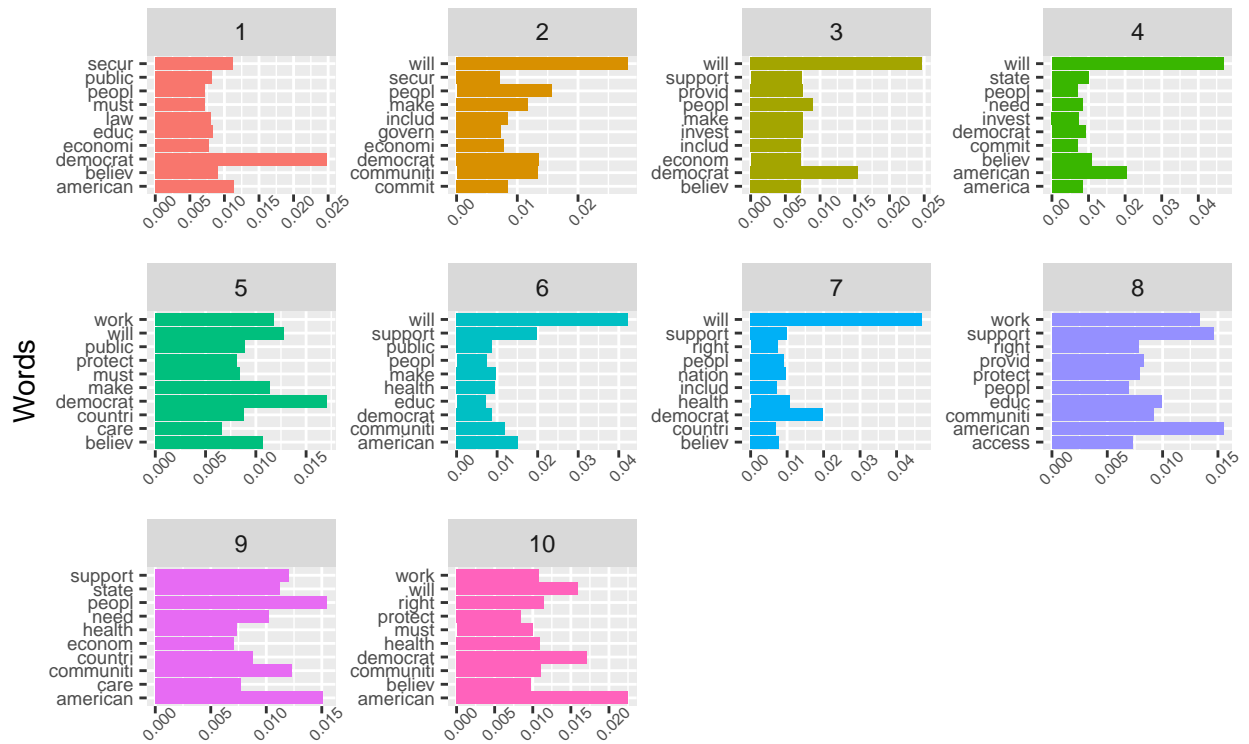 1
2
3
4
secur
public
peopl
must
law
educ
economi
democrat
believ
american
0.000
0.005
0.010
0.015
0.020
0.025
will
secur
peopl
make
includ
govern
economi
democrat
communiti
commit
0.00
0.01
0.02
will
support
provid
peopl
make
invest
includ
econom
democrat
believ
0.000
0.005
0.010
0.015
0.020
0.025
will
state
peopl
need
invest
democrat
commit
believ
american
america
0.00
0.01
0.02
0.03
0.04
Words
5
6
7
8
work
will
public
protect
must
make
democrat
countri
care
believ
0.000
0.005
0.010
0.015
will
support
public
peopl
make
health
educ
democrat
communiti
american
0.00
0.01
0.02
0.03
0.04
will
support
right
peopl
nation
includ
health
democrat
countri
believ
0.00
0.01
0.02
0.03
0.04
work
support
right
provid
protect
peopl
educ
communiti
american
access
0.000
0.005
0.010
0.015
9
10
support
state
peopl
need
health
econom
countri
communiti
care
american
0.000
0.005
0.010
0.015
work
will
right
protect
must
health
democrat
communiti
believ
american
0.000
0.005
0.010
0.015
0.020